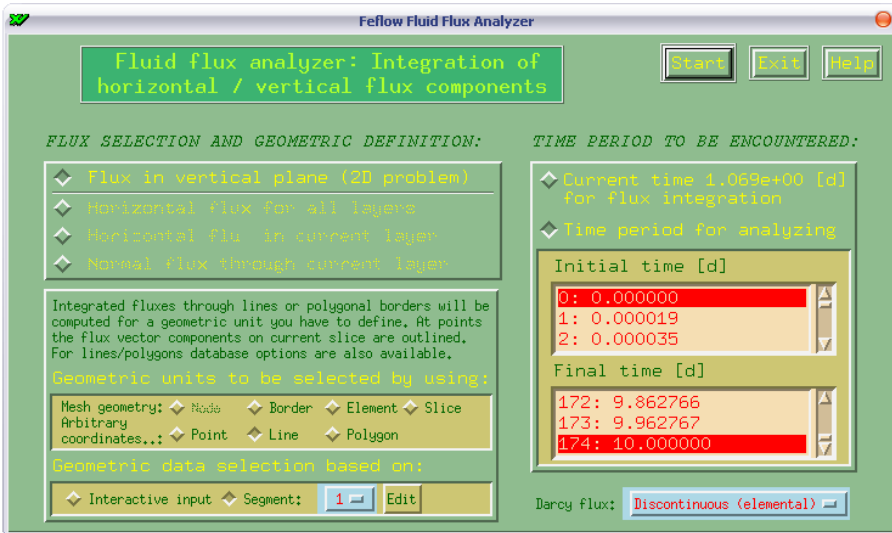 Feflow Fluid Flux Analyzer
Fluid flux analyzer: Integration of
horizontal / vertical flux components
Start Exit Help
FLUX SELECTION AND GEOMETRIC DEFINITION:
Flux in vertical plane (2D problem)
Horizontal flux for all layers
Horizontal flu in current layer
Normal flux through current layer
Integrated fluxes through lines or polygonal borders will be
computed for a geometric unit you have to define. At points
the flux vector components on current slice are outlined.
For lines/polygons database options are also available.
Geometric units to be selected by using:
Mesh geometry: Node Border Element Slice
Arbitrary
coordinates..: Point Line Polygon
Geometric data selection based on:
Interactive input Segment: 1 Edit
TIME PERIOD TO BE ENCOUNTERED:
Current time 1.069e+00 [d]
for flux integration
Time period for analyzing
Initial time [d]
0: 0.000000
1: 0.000019
2: 0.000035
Final time [d]
172: 9.862766
173: 9.962767
174: 10.000000
Darcy flux: Discontinuous (elemental)